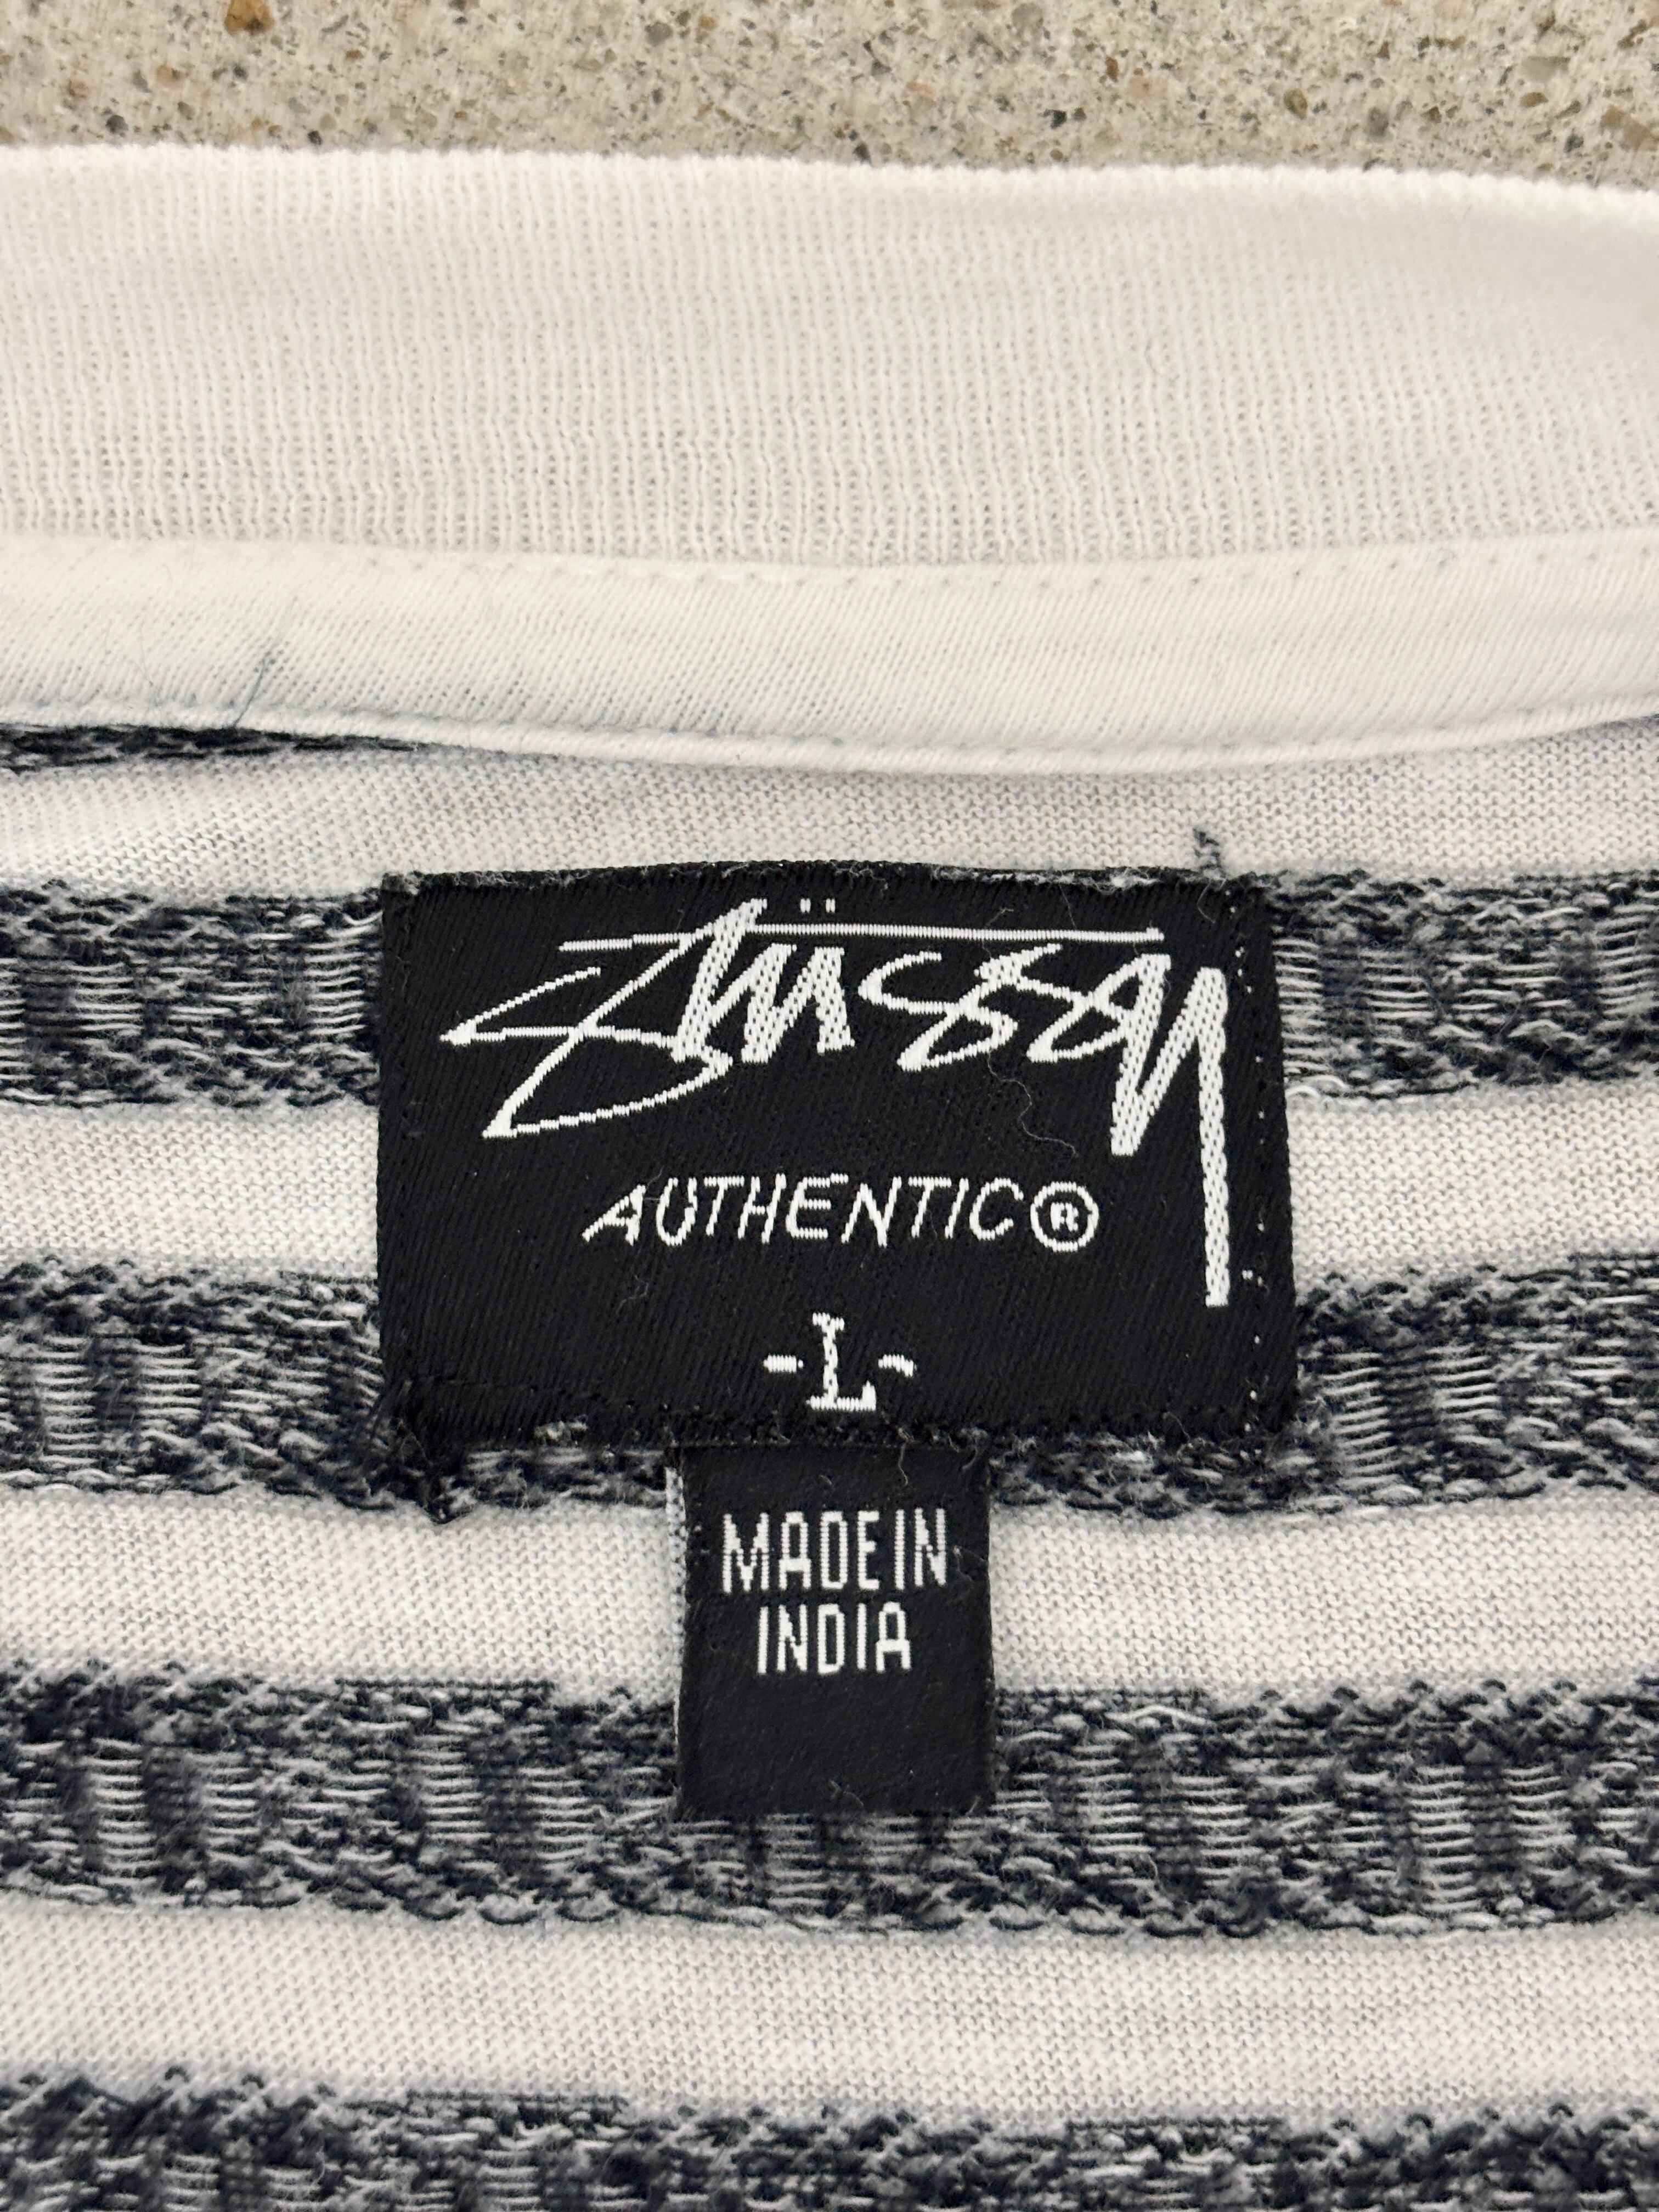 Stüssy
AUTHENTIC®
-L-
MADE IN
INDIA